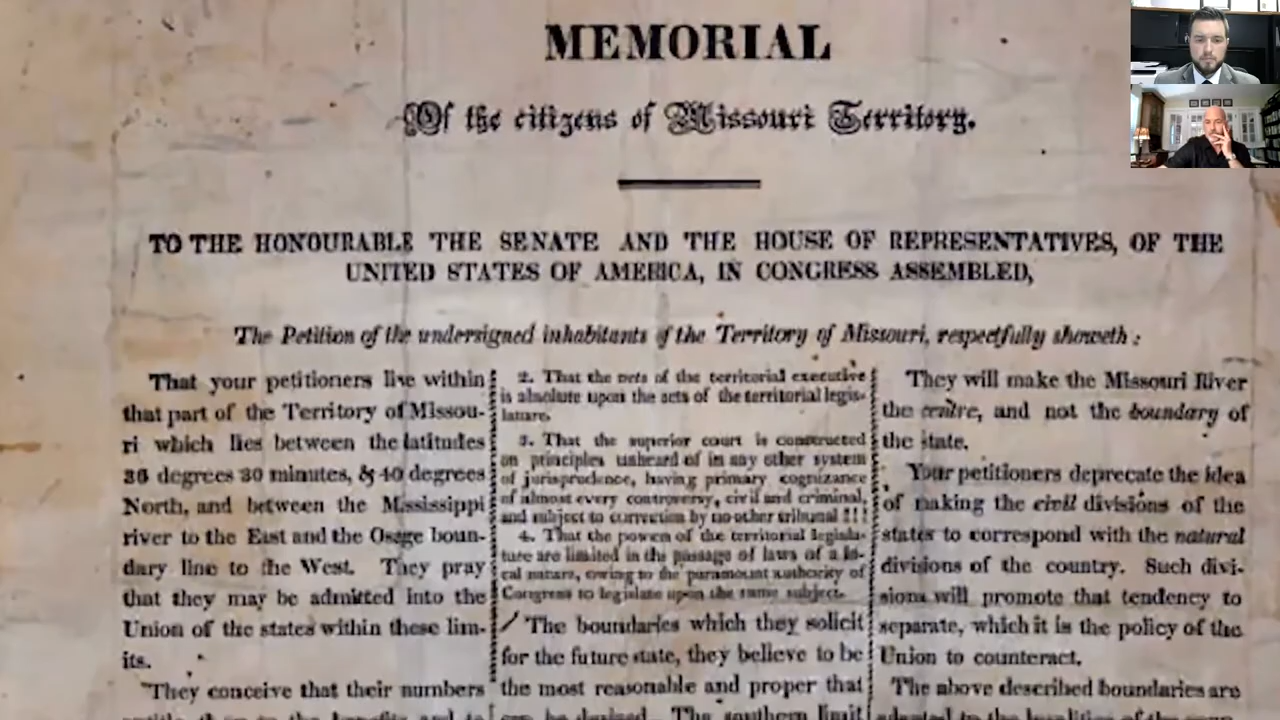 MEMORIAL
Of the citizens of Missouri Territory.
TO THE HONOURABLE THE SENATE AND THE HOUSE OF REPRESENTATIVES, OF THE
UNITED STATES OF AMERICA, IN CONGRESS ASSEMBLED,
The Petition of the undersigned inhabitants of the Territory of Missouri, respectfully showeth:
That your petitioners live within
that part of the Territory of Missou-
ri which lies between the latitudes
36 degrees 30 minutes, & 40 degrees
North, and between the Mississippi
river to the East and the Osage boun-
dary line to the West. They pray
that they may be admitted into the
Union of the states within these lim-
its.
They conceive that their numbers
2. That the veto of the territorial executive
is absolute upon the acts of the territorial legis-
lature.
3. That the superior court is constructed
on principles unheard of in any other system
of jurisprudence, having primary cognizance
of almost every controversy, civil and criminal,
and subject to correction by no other tribunal !!!
4. That the powers of the territorial legisla-
ture are limited in the passage of laws of a lo-
cal nature, owing to the paramount authority of
Congress to legislate upon the same subject.
The boundaries which they solicit
for the future state, they believe to be
the most reasonable and proper that
can be devised. The southern limit
They will make the Missouri River
the centre, and not the boundary of
the state.
Your petitioners deprecate the idea
of making the civil divisions of the
states to correspond with the natural
divisions of the country. Such divi-
sions will promote that tendency to
separate, which it is the policy of the
Union to counteract.
The above described boundaries are